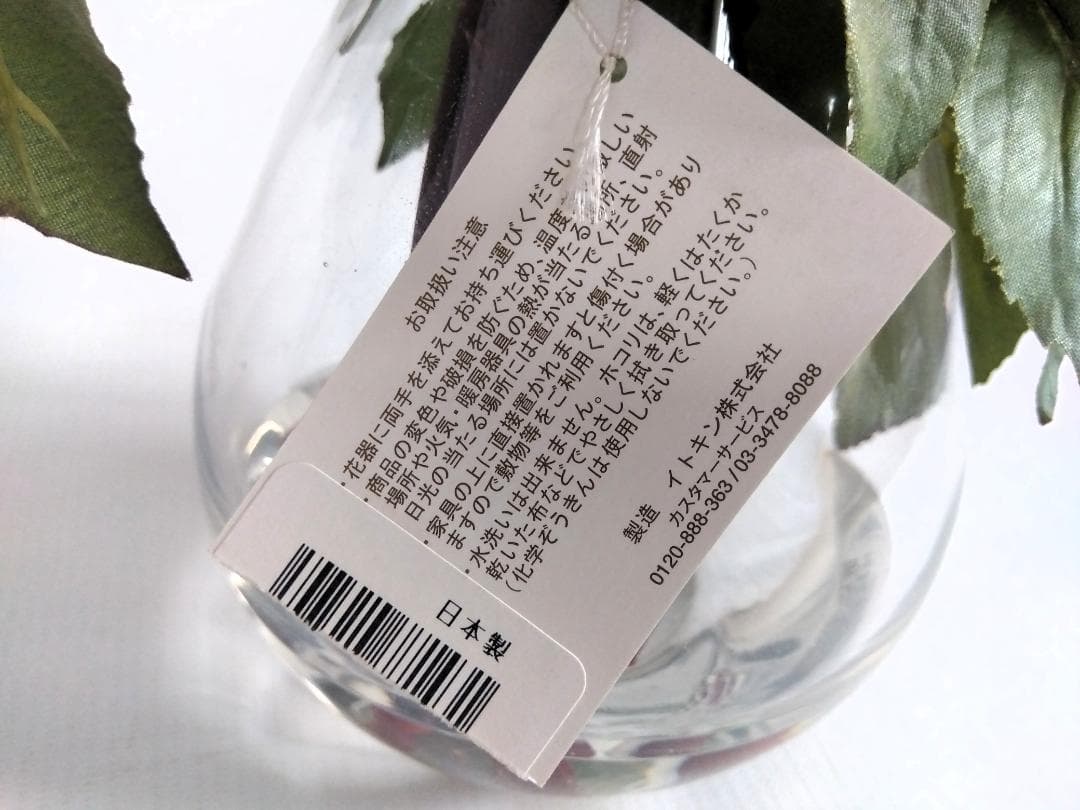 お取扱い注意
・花器に両手を添えてお持ち運びください
・商品の変色や破損を防ぐため、温度 激しい
場所や火気・暖房器具の熱が当たる 所、直射
日光の当たる場所には置かないでください。
・家具の上に直接置かれますと傷付く場合があり
ますので敷物等をご利用ください。
・水洗いは出来ません。ホコリは、軽くはたくか
乾いた布などでやさしく拭き取ってください。
（化学ぞうきんは使用しないでください。）
製造 イトキン株式会社
カスタマーサービス
0120-888-363/03-3478-8088
日本製